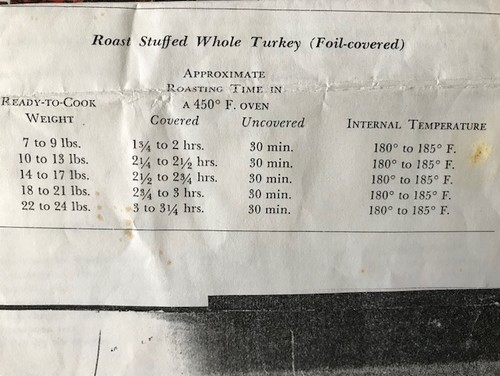 Roast Stuffed Whole Turkey (Foil-covered)
APPROXIMATE
ROASTING TIME IN
READY-TO-COOK A 450° F. OVEN
WEIGHT Covered Uncovered INTERNAL TEMPERATURE
7 to 9 lbs. 1¾ to 2 hrs. 30 min. 180° to 185° F.
10 to 13 lbs. 2¼ to 2½ hrs. 30 min. 180° to 185° F.
14 to 17 lbs. 2½ to 2¾ hrs. 30 min. 180° to 185° F.
18 to 21 lbs. 2¾ to 3 hrs. 30 min. 180° to 185° F.
22 to 24 lbs. 3 to 3¼ hrs. 30 min. 180° to 185° F.